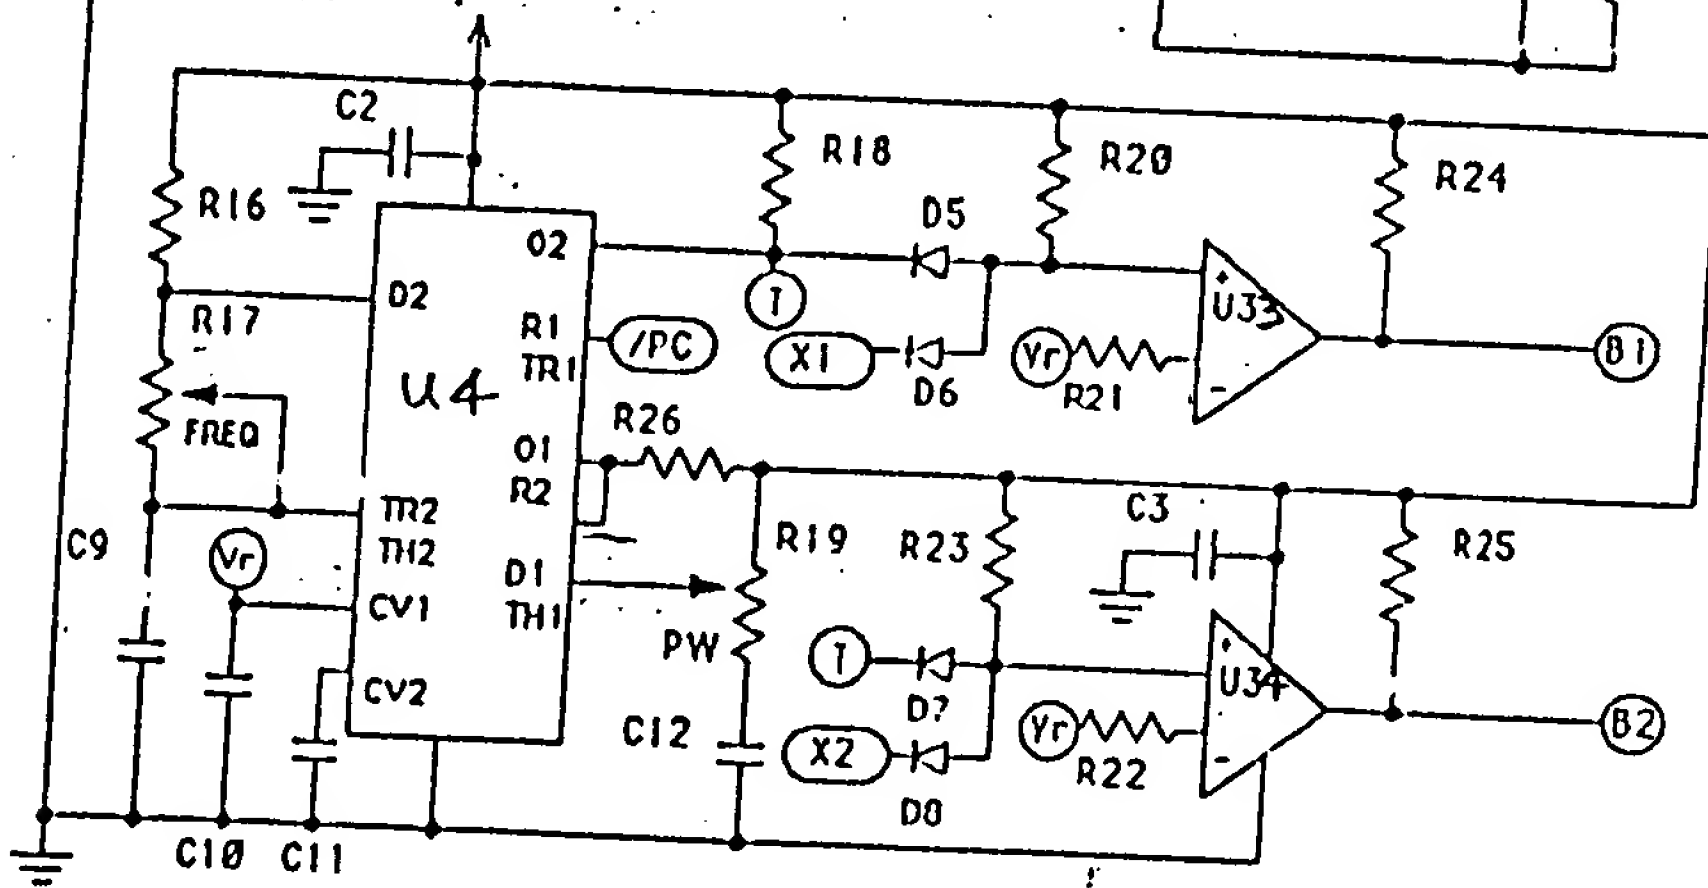 C2
R18
R20
R24
R16
D5
O2
D2
T
U33
R17
R1
/PC
X1
Vr
B1
TR1
D6
R21
U4
FREQ
R26
O1
R2
TR2
C3
C9
Vr
TH2
R19
R23
R25
D1
CV1
TH1
PW
T
U34
CV2
D7
C12
X2
Vr
B2
R22
D8
C10
C11